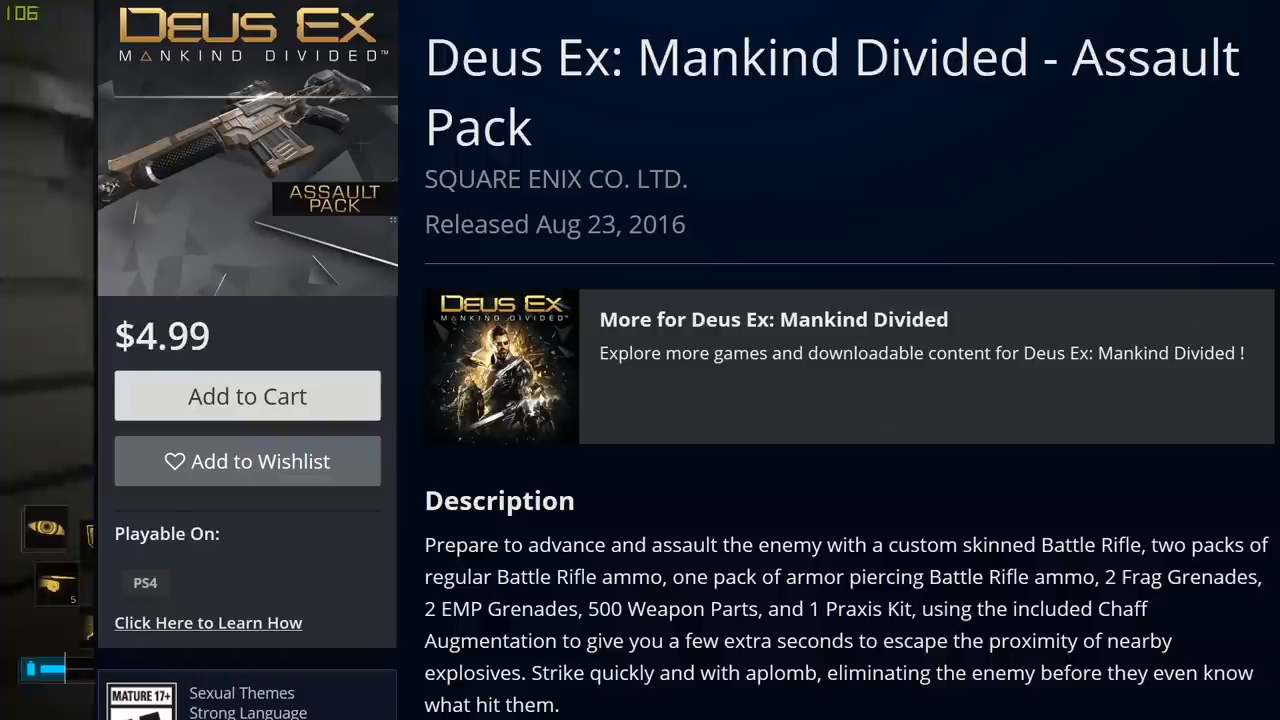 106
DEUS EX
MANKIND DIVIDED™
ASSAULT
PACK
$4.99
Add to Cart
Add to Wishlist
Playable On:
PS4
Click Here to Learn How
MATURE 17+
Sexual Themes
Strong Language
5
Deus Ex: Mankind Divided - Assault
Pack
SQUARE ENIX CO. LTD.
Released Aug 23, 2016
DEUS EX
MANKIND DIVIDED™
More for Deus Ex: Mankind Divided
Explore more games and downloadable content for Deus Ex: Mankind Divided !
Description
Prepare to advance and assault the enemy with a custom skinned Battle Rifle, two packs of
regular Battle Rifle ammo, one pack of armor piercing Battle Rifle ammo, 2 Frag Grenades,
2 EMP Grenades, 500 Weapon Parts, and 1 Praxis Kit, using the included Chaff
Augmentation to give you a few extra seconds to escape the proximity of nearby
explosives. Strike quickly and with aplomb, eliminating the enemy before they even know
what hit them.